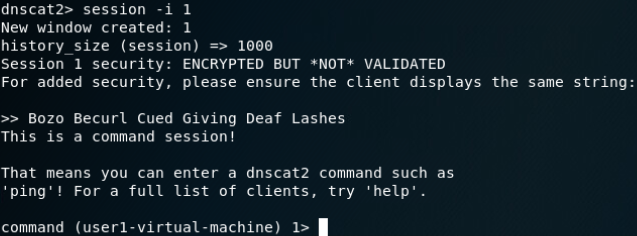 dnscat2> session -i 1
New window created: 1
history_size (session) => 1000
Session 1 security: ENCRYPTED BUT *NOT* VALIDATED
For added security, please ensure the client displays the same string:
>> Bozo Becurl Cued Giving Deaf Lashes
This is a command session!
That means you can enter a dnscat2 command such as
'ping'! For a full list of clients, try 'help'.
command (user1-virtual-machine) 1>